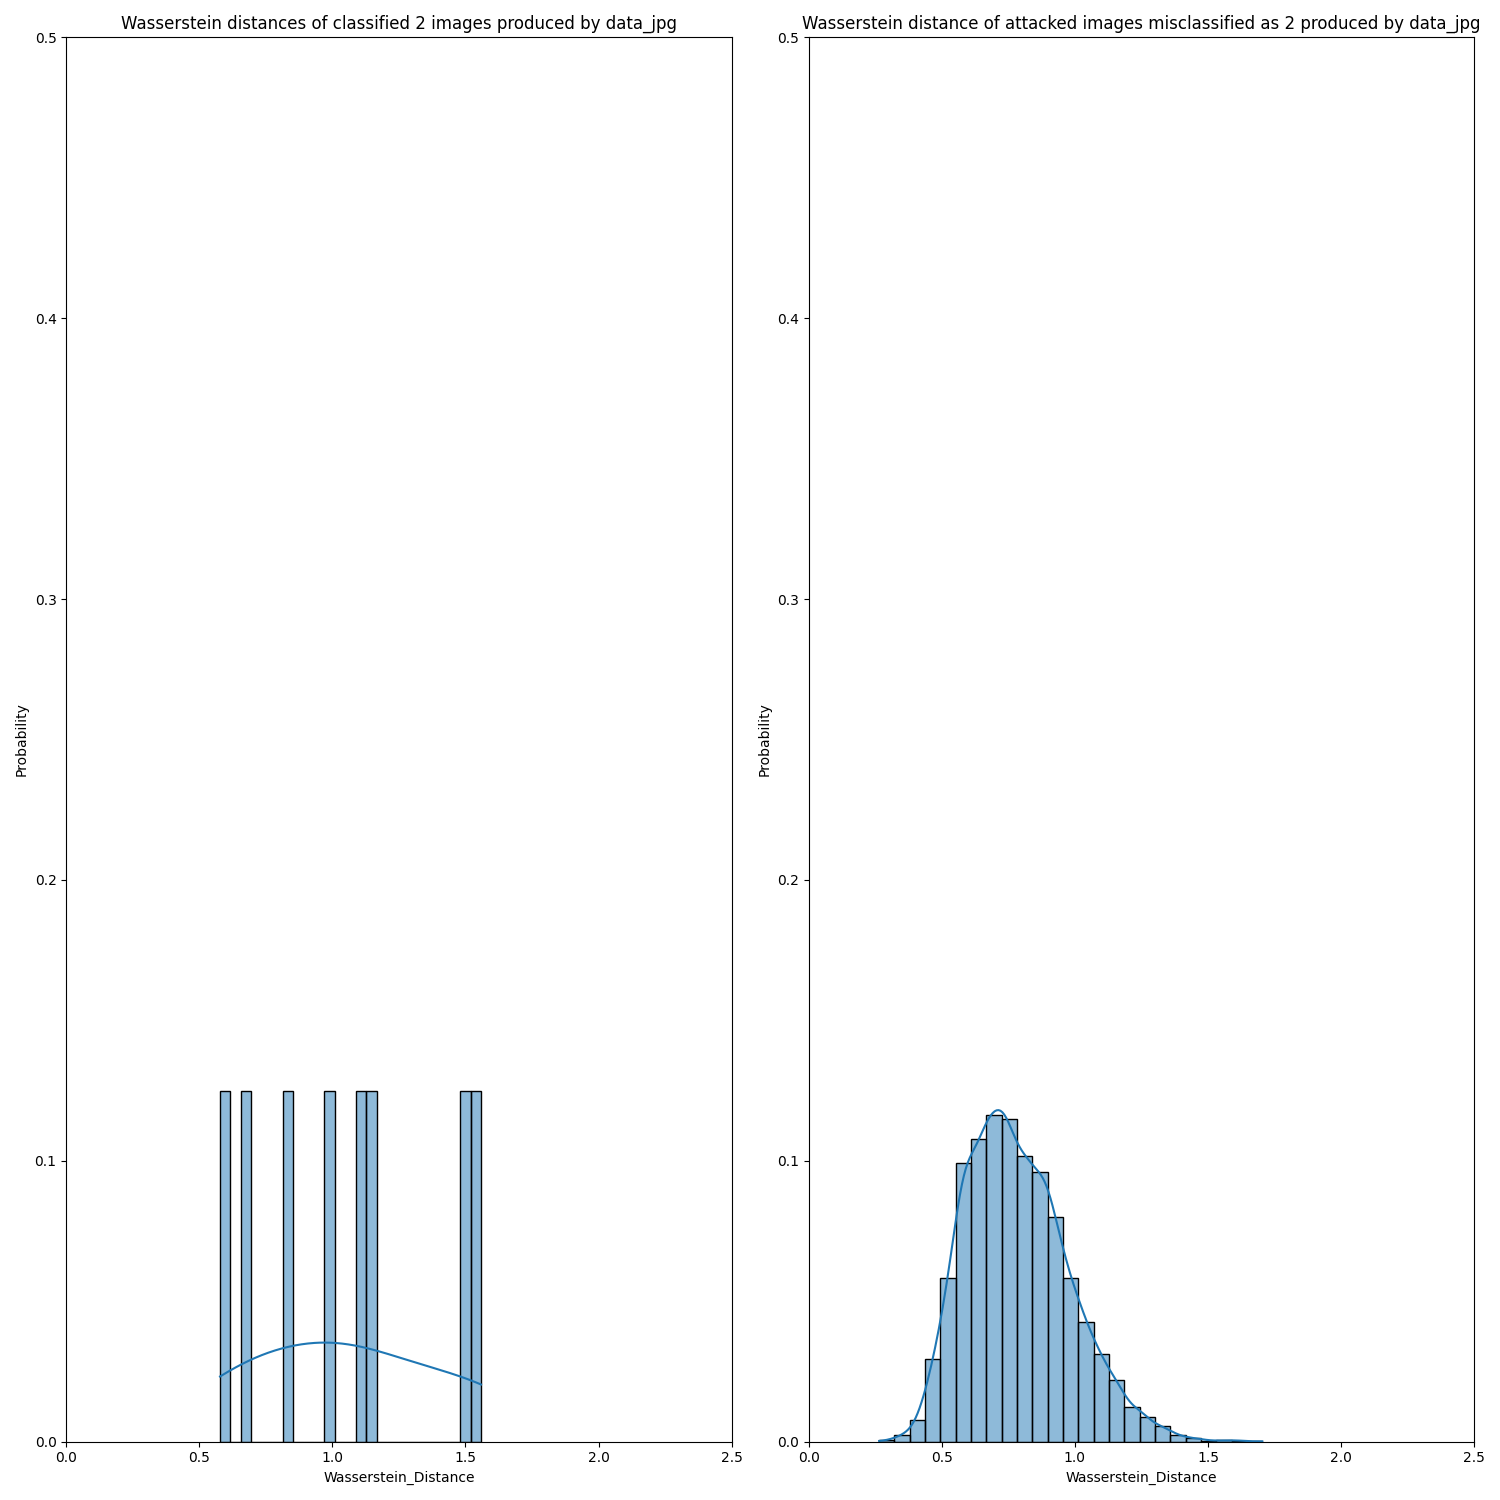 Wasserstein distances of classified 2 images produced by data_jpg
0.5
0.4
0.3
0.2
0.1
0.0
Probability
0.0 0.5 1.0 1.5 2.0 2.5
Wasserstein_Distance
Wasserstein distance of attacked images misclassified as 2 produced by data_jpg
0.5
0.4
0.3
0.2
0.1
0.0
Probability
0.0 0.5 1.0 1.5 2.0 2.5
Wasserstein_Distance